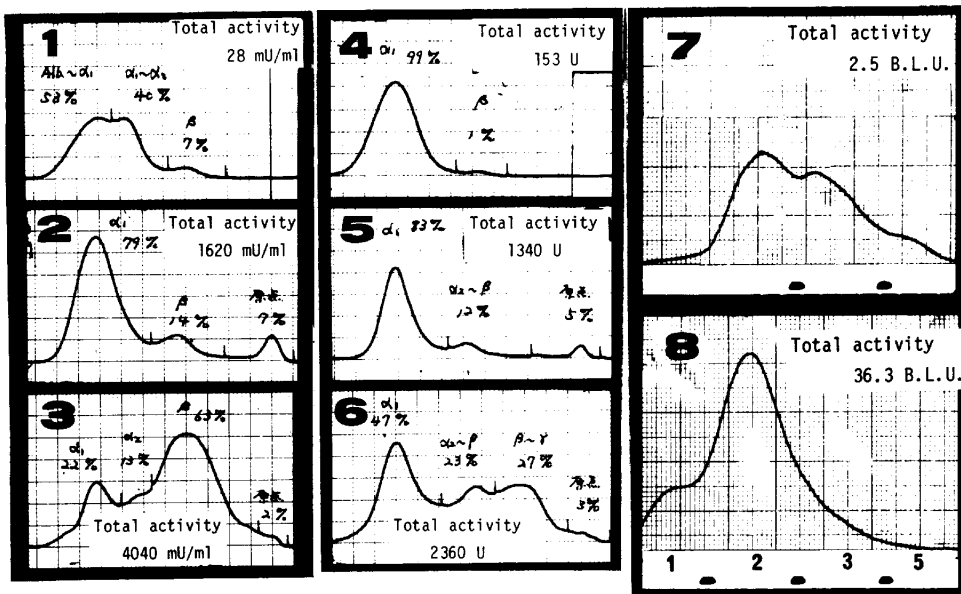 1
Total activity
28 mU/ml
Alb.~α₁
53%
α₁~α₂
40%
β
7%
2
Total activity
1620 mU/ml
α₁
79%
β
14%
原点
7%
3
α₁
22%
α₂
13%
β 63%
原点
2%
Total activity
4040 mU/ml
4
Total activity
153 U
α₁ 99%
β
1%
5
Total activity
1340 U
α₁ 83%
α₂~β
12%
原点
5%
6
α₁
47%
α₂~β
23%
β~γ
27%
原点
3%
Total activity
2360 U
7
Total activity
2.5 B.L.U.
8
Total activity
36.3 B.L.U.
1 2 3 5